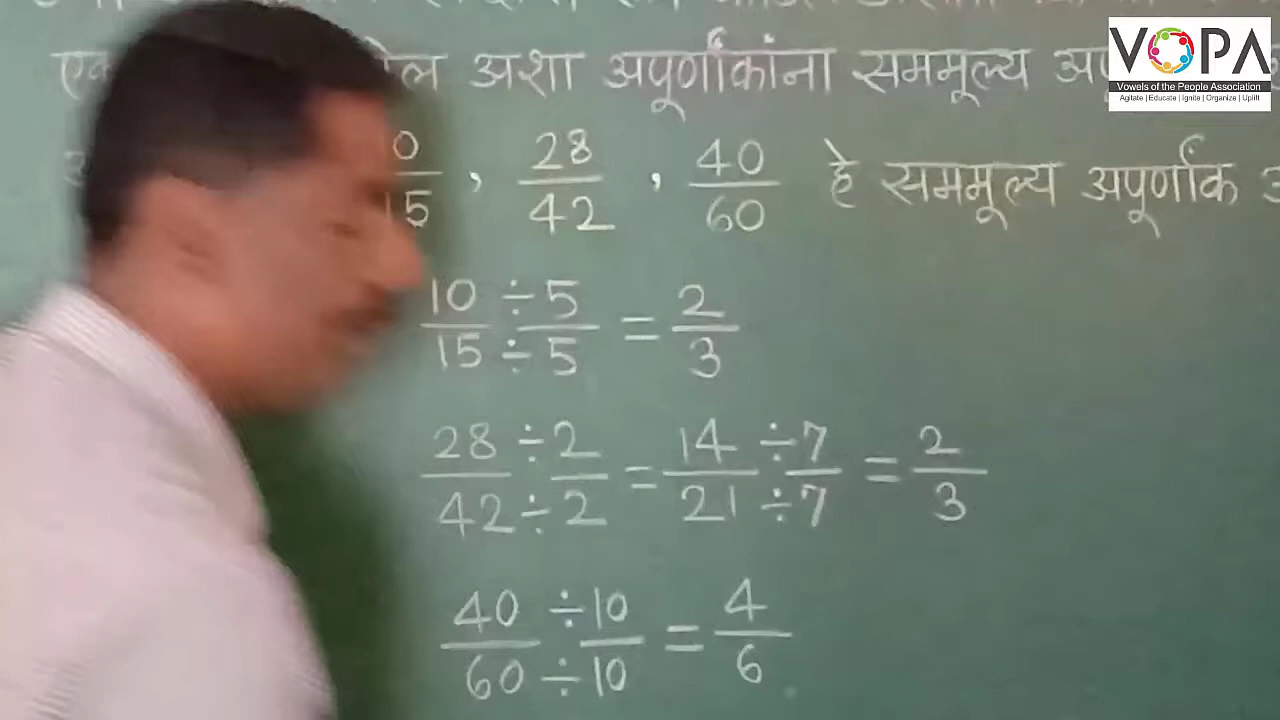 अशा अपूर्णांकांना सममूल्य
28/42 , 40/60 हे सममूल्य अपूर्णांक
10/15 ÷5/÷5 = 2/3
28/42 ÷2/÷2 = 14/21 ÷7/÷7 = 2/3
40/60 ÷10/÷10 = 4/6
VOPA
Vowels of the People Association
Agitate | Educate | Ignite | Organize | Uplift